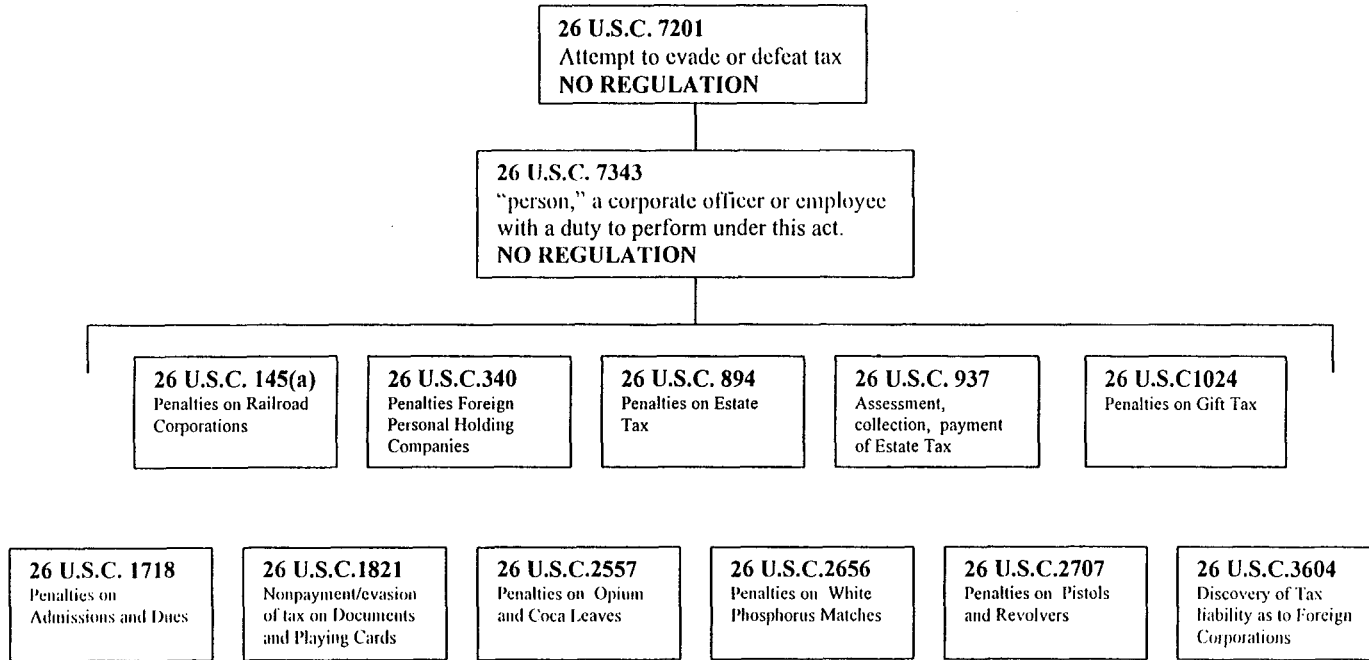 26 U.S.C. 7201
Attempt to evade or defeat tax
NO REGULATION
26 U.S.C. 7343
“person,” a corporate officer or employee
with a duty to perform under this act.
NO REGULATION
26 U.S.C. 145(a)
Penalties on Railroad
Corporations
26 U.S.C.340
Penalties Foreign
Personal Holding
Companies
26 U.S.C. 894
Penalties on Estate
Tax
26 U.S.C. 937
Assessment,
collection, payment
of Estate Tax
26 U.S.C1024
Penalties on Gift Tax
26 U.S.C. 1718
Penalties on
Admissions and Dues
26 U.S.C.1821
Nonpayment/evasion
of tax on Documents
and Playing Cards
26 U.S.C.2557
Penalties on Opium
and Coca Leaves
26 U.S.C.2656
Penalties on White
Phosphorus Matches
26 U.S.C.2707
Penalties on Pistols
and Revolvers
26 U.S.C.3604
Discovery of Tax
liability as to Foreign
Corporations